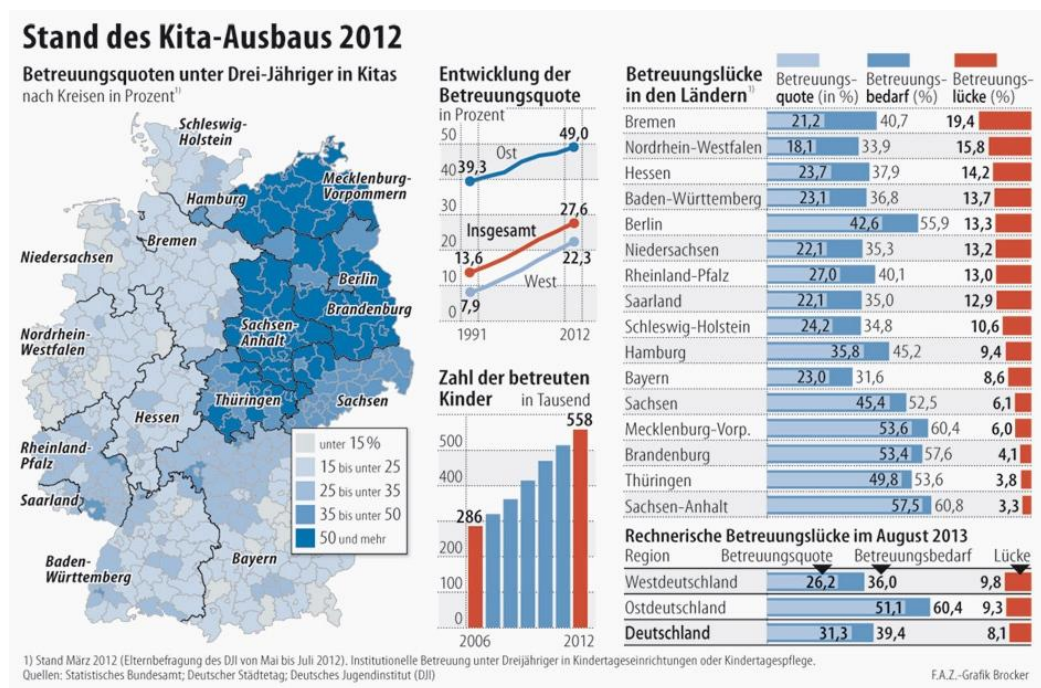 Stand des Kita-Ausbaus 2012
Betreuungsquoten unter Drei-Jähriger in Kitas
nach Kreisen in Prozent 1)
Schleswig-
Holstein
Mecklenburg-
Vorpommern
Hamburg
Bremen
Niedersachsen
Berlin
Brandenburg
Sachsen-
Anhalt
Nordrhein-
Westfalen
Thüringen
Sachsen
Hessen
Rheinland-
Pfalz
Saarland
Baden-
Württemberg
Bayern
unter 15 %
15 bis unter 25
25 bis unter 35
35 bis unter 50
50 und mehr
Entwicklung der
Betreuungsquote
in Prozent
50
40
30
20
10
0
39,3
Ost
49,0
Insgesamt
13,6
27,6
7,9
West
22,3
1991
2012
Zahl der betreuten
Kinder
in Tausend
558
500
400
286
200
100
0
2006
2012
Betreuungslücke
in den Ländern 1)
Betreuungs-
quote (in %)
Betreuungs-
bedarf (%)
Betreuungs-
lücke (%)
Bremen 21,2 40,7 19,4
Nordrhein-Westfalen 18,1 33,9 15,8
Hessen 23,7 37,9 14,2
Baden-Württemberg 23,1 36,8 13,7
Berlin 42,6 55,9 13,3
Niedersachsen 22,1 35,3 13,2
Rheinland-Pfalz 27,0 40,1 13,0
Saarland 22,1 35,0 12,9
Schleswig-Holstein 24,2 34,8 10,6
Hamburg 35,8 45,2 9,4
Bayern 23,0 31,6 8,6
Sachsen 45,4 52,5 6,1
Mecklenburg-Vorp. 53,6 60,4 6,0
Brandenburg 53,4 57,6 4,1
Thüringen 49,8 53,6 3,8
Sachsen-Anhalt 57,5 60,8 3,3
Rechnerische Betreuungslücke im August 2013
Region Betreuungsquote Betreuungsbedarf Lücke
Westdeutschland 26,2 36,0 9,8
Ostdeutschland 51,1 60,4 9,3
Deutschland 31,3 39,4 8,1
1) Stand März 2012 (Elternbefragung des DJI von Mai bis Juli 2012). Institutionelle Betreuung unter Dreijähriger in Kindertageseinrichtungen oder Kindertagespflege.
Quellen: Statistisches Bundesamt; Deutscher Städtetag; Deutsches Jugendinstitut (DJI)
F.A.Z.-Grafik Brocker